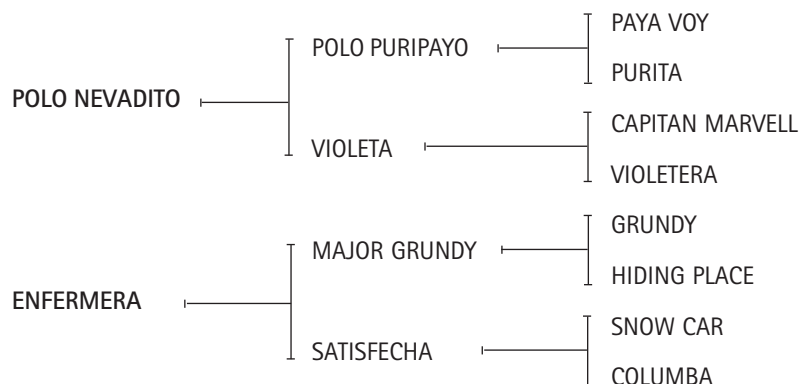 PAYA VOY
POLO PURIPAYO
PURITA
POLO NEVADITO
CAPITAN MARVELL
VIOLETA
VIOLETERA
GRUNDY
MAJOR GRUNDY
HIDING PLACE
ENFERMERA
SNOW CAR
SATISFECHA
COLUMBA